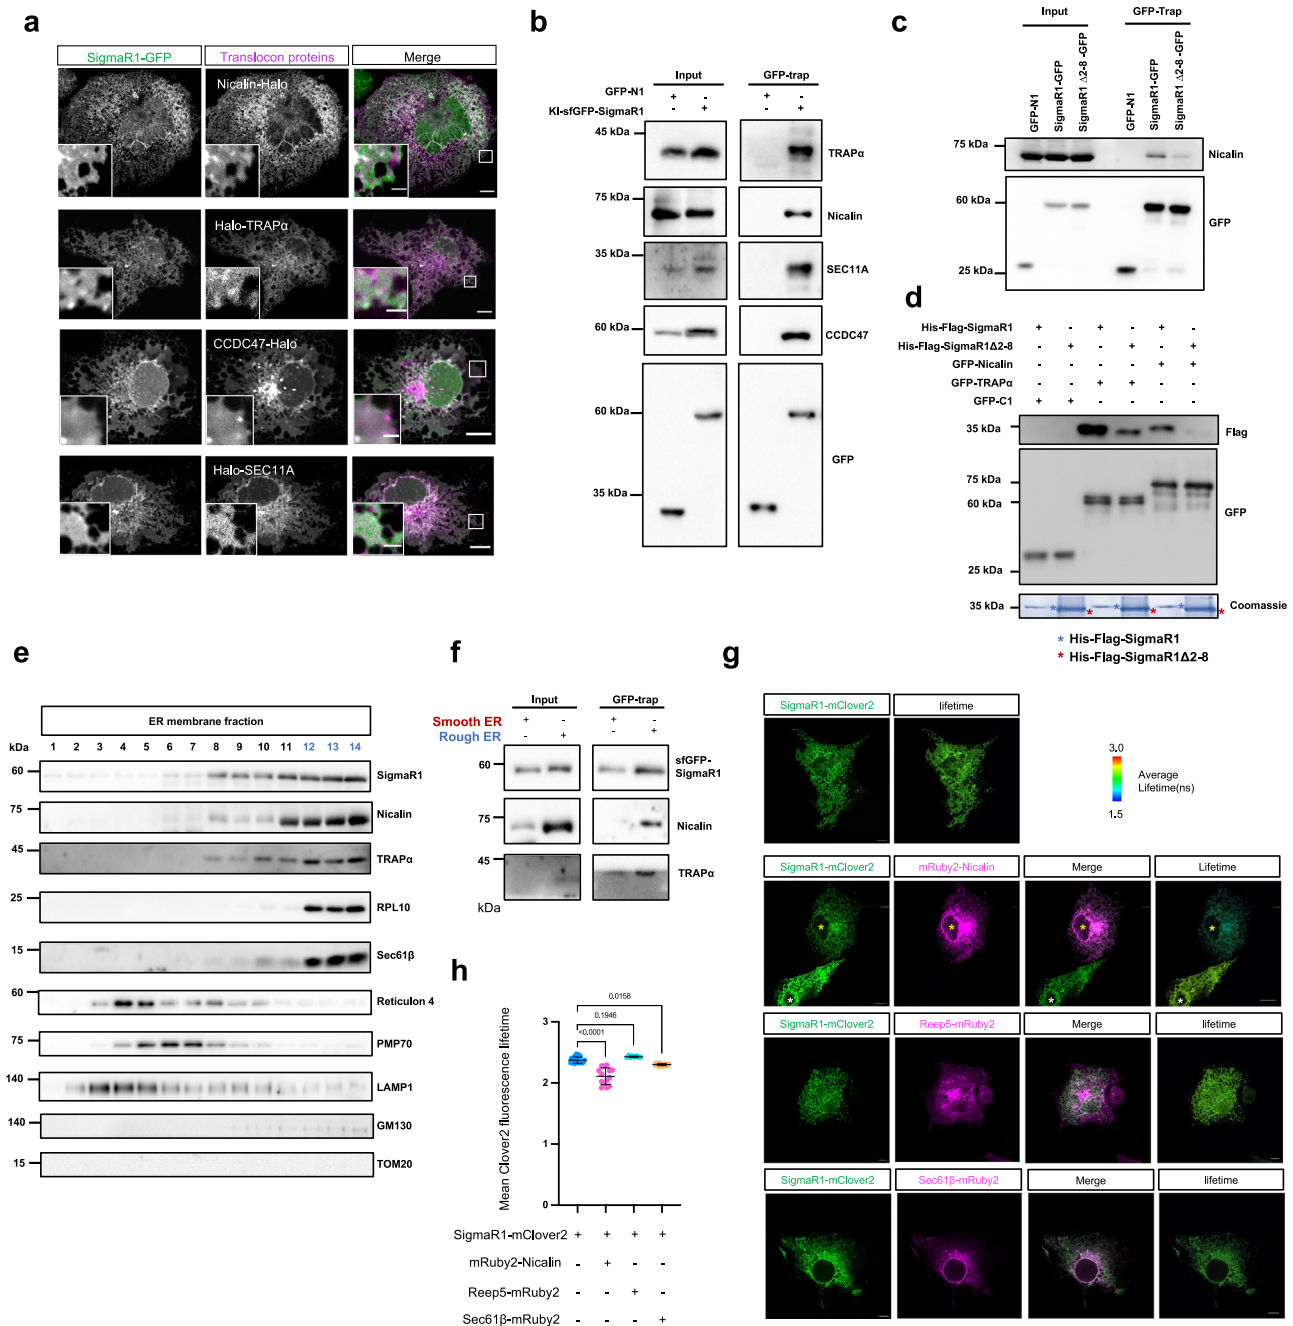 a
SigmaR1-GFP
Translocon proteins
Merge
Nicalin-Halo
Halo-TRAPα
CCDC47-Halo
Halo-SEC11A
b
Input
GFP-trap
GFP-N1 + - + -
KI-sfGFP-SigmaR1 - + - +
45 kDa
TRAPα
75
50
Nicalin
35 kDa
25
SEC11A
60 kDa
CCDC47
60 kDa
35 kDa
GFP
c
Input
GFP-Trap
GFP-N1
SigmaR1-GFP
SigmaR1 Δ2-8 -GFP
GFP-N1
SigmaR1-GFP
SigmaR1 Δ2-8 -GFP
75 kDa
Nicalin
60 kDa
GFP
25 kDa
d
His-Flag-SigmaR1 + - + - + -
His-Flag-SigmaR1Δ2-8 - + - + - +
GFP-Nicalin - - - - + +
GFP-TRAPα - - + + - -
GFP-C1 + + - - - -
35 kDa
Flag
75 kDa
60 kDa
GFP
25 kDa
35 kDa
* * * * * *
Coomassie
* His-Flag-SigmaR1
* His-Flag-SigmaR1Δ2-8
e
ER membrane fraction
kDa 1 2 3 4 5 6 7 8 9 10 11 12 13 14
60
SigmaR1
75
Nicalin
45
TRAPα
25
RPL10
15
Sec61β
60
Reticulon 4
75
PMP70
140
LAMP1
140
GM130
15
TOM20
f
Input
GFP-trap
Smooth ER + - + -
Rough ER - + - +
60
sfGFP-
SigmaR1
75
Nicalin
45
TRAPα
kDa
g
SigmaR1-mClover2
lifetime
3.0
Average
Lifetime(ns)
1.5
SigmaR1-mClover2
mRuby2-Nicalin
Merge
Lifetime
* * * *
* * *
SigmaR1-mClover2
Reep5-mRuby2
Merge
lifetime
SigmaR1-mClover2
Sec61β-mRuby2
Merge
lifetime
h
Mean Clover2 fluorescence lifetime
0.0158
0.1946
<0.0001
3
2
1
0
SigmaR1-mClover2 + + + +
mRuby2-Nicalin - + - -
Reep5-mRuby2 - - + -
Sec61β-mRuby2 - - - +